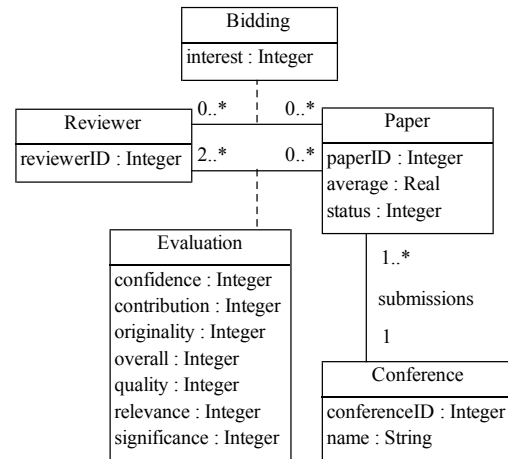 Bidding
interest : Integer
0..* 0..*
Reviewer
reviewerID : Integer
2..* 0..*
Paper
paperID : Integer
average : Real
status : Integer
Evaluation
confidence : Integer
contribution : Integer
originality : Integer
overall : Integer
quality : Integer
relevance : Integer
significance : Integer
1..*
submissions
1
Conference
conferenceID : Integer
name : String